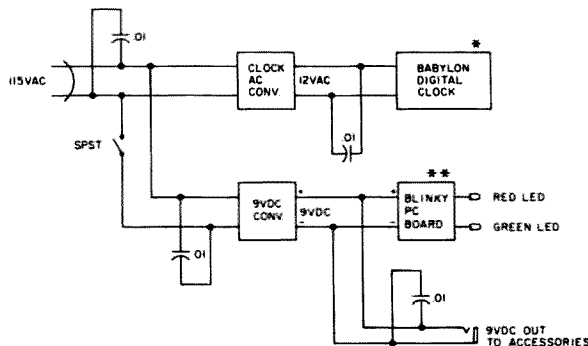 .01
115VAC
CLOCK
AC
CONV.
12VAC
*
BABYLON
DIGITAL
CLOCK
.01
SPST
9VDC
CONV.
+
9VDC
-
**
+
-
BLINKY
PC
BOARD
RED LED
GREEN LED
.01
.01
9VDC OUT
TO ACCESSORIES